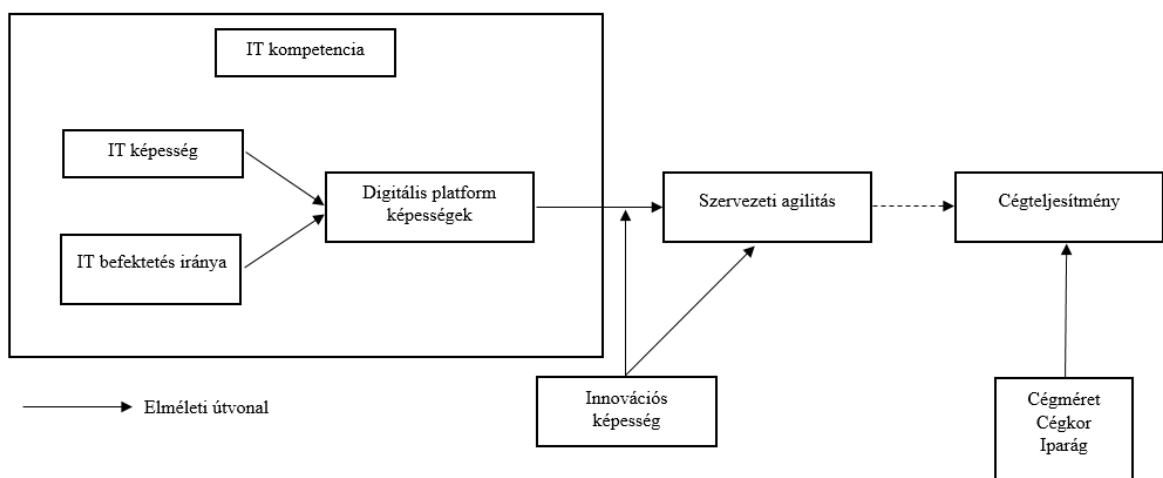 IT kompetencia
IT képesség
Digitális platform
képességek
IT befektetés iránya
Szervezeti agilitás
Cégteljesítmény
Elméleti útvonal
Innovációs
képesség
Cégméret
Cégkor
Iparág